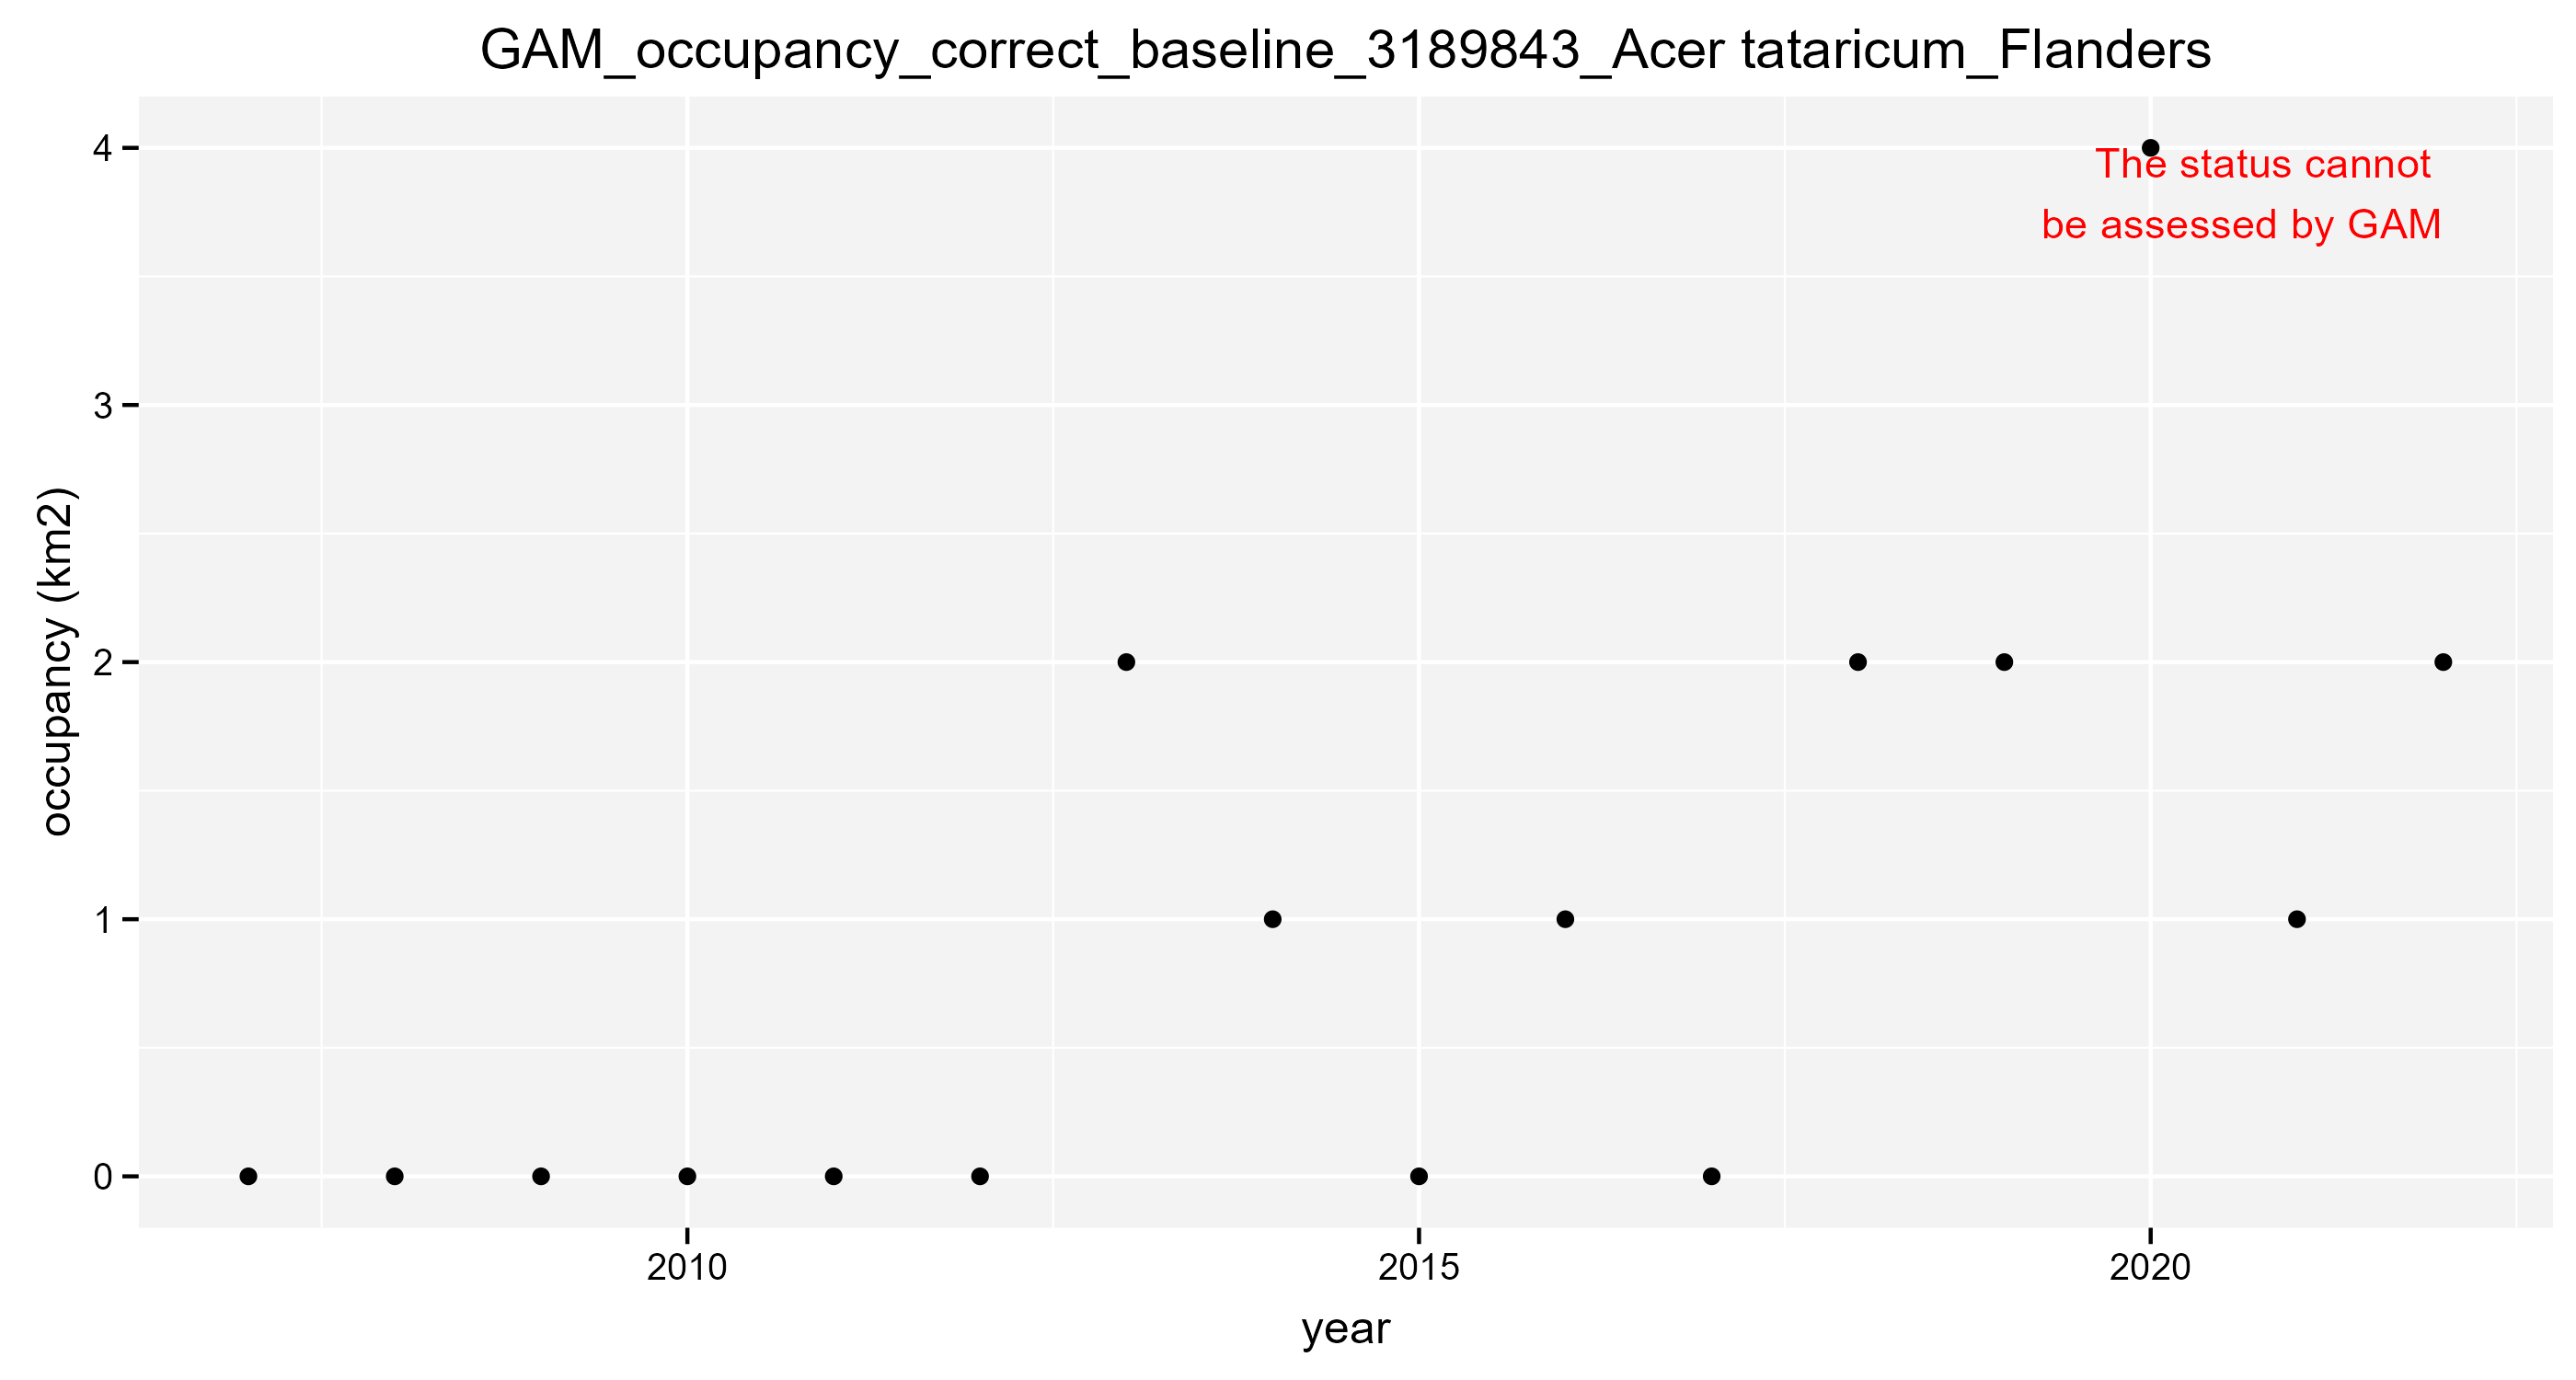 GAM_occupancy_correct_baseline_3189843_Acer tataricum_Flanders
The status cannot
be assessed by GAM
4
3
2
1
0
occupancy (km2)
2010
2015
2020
year